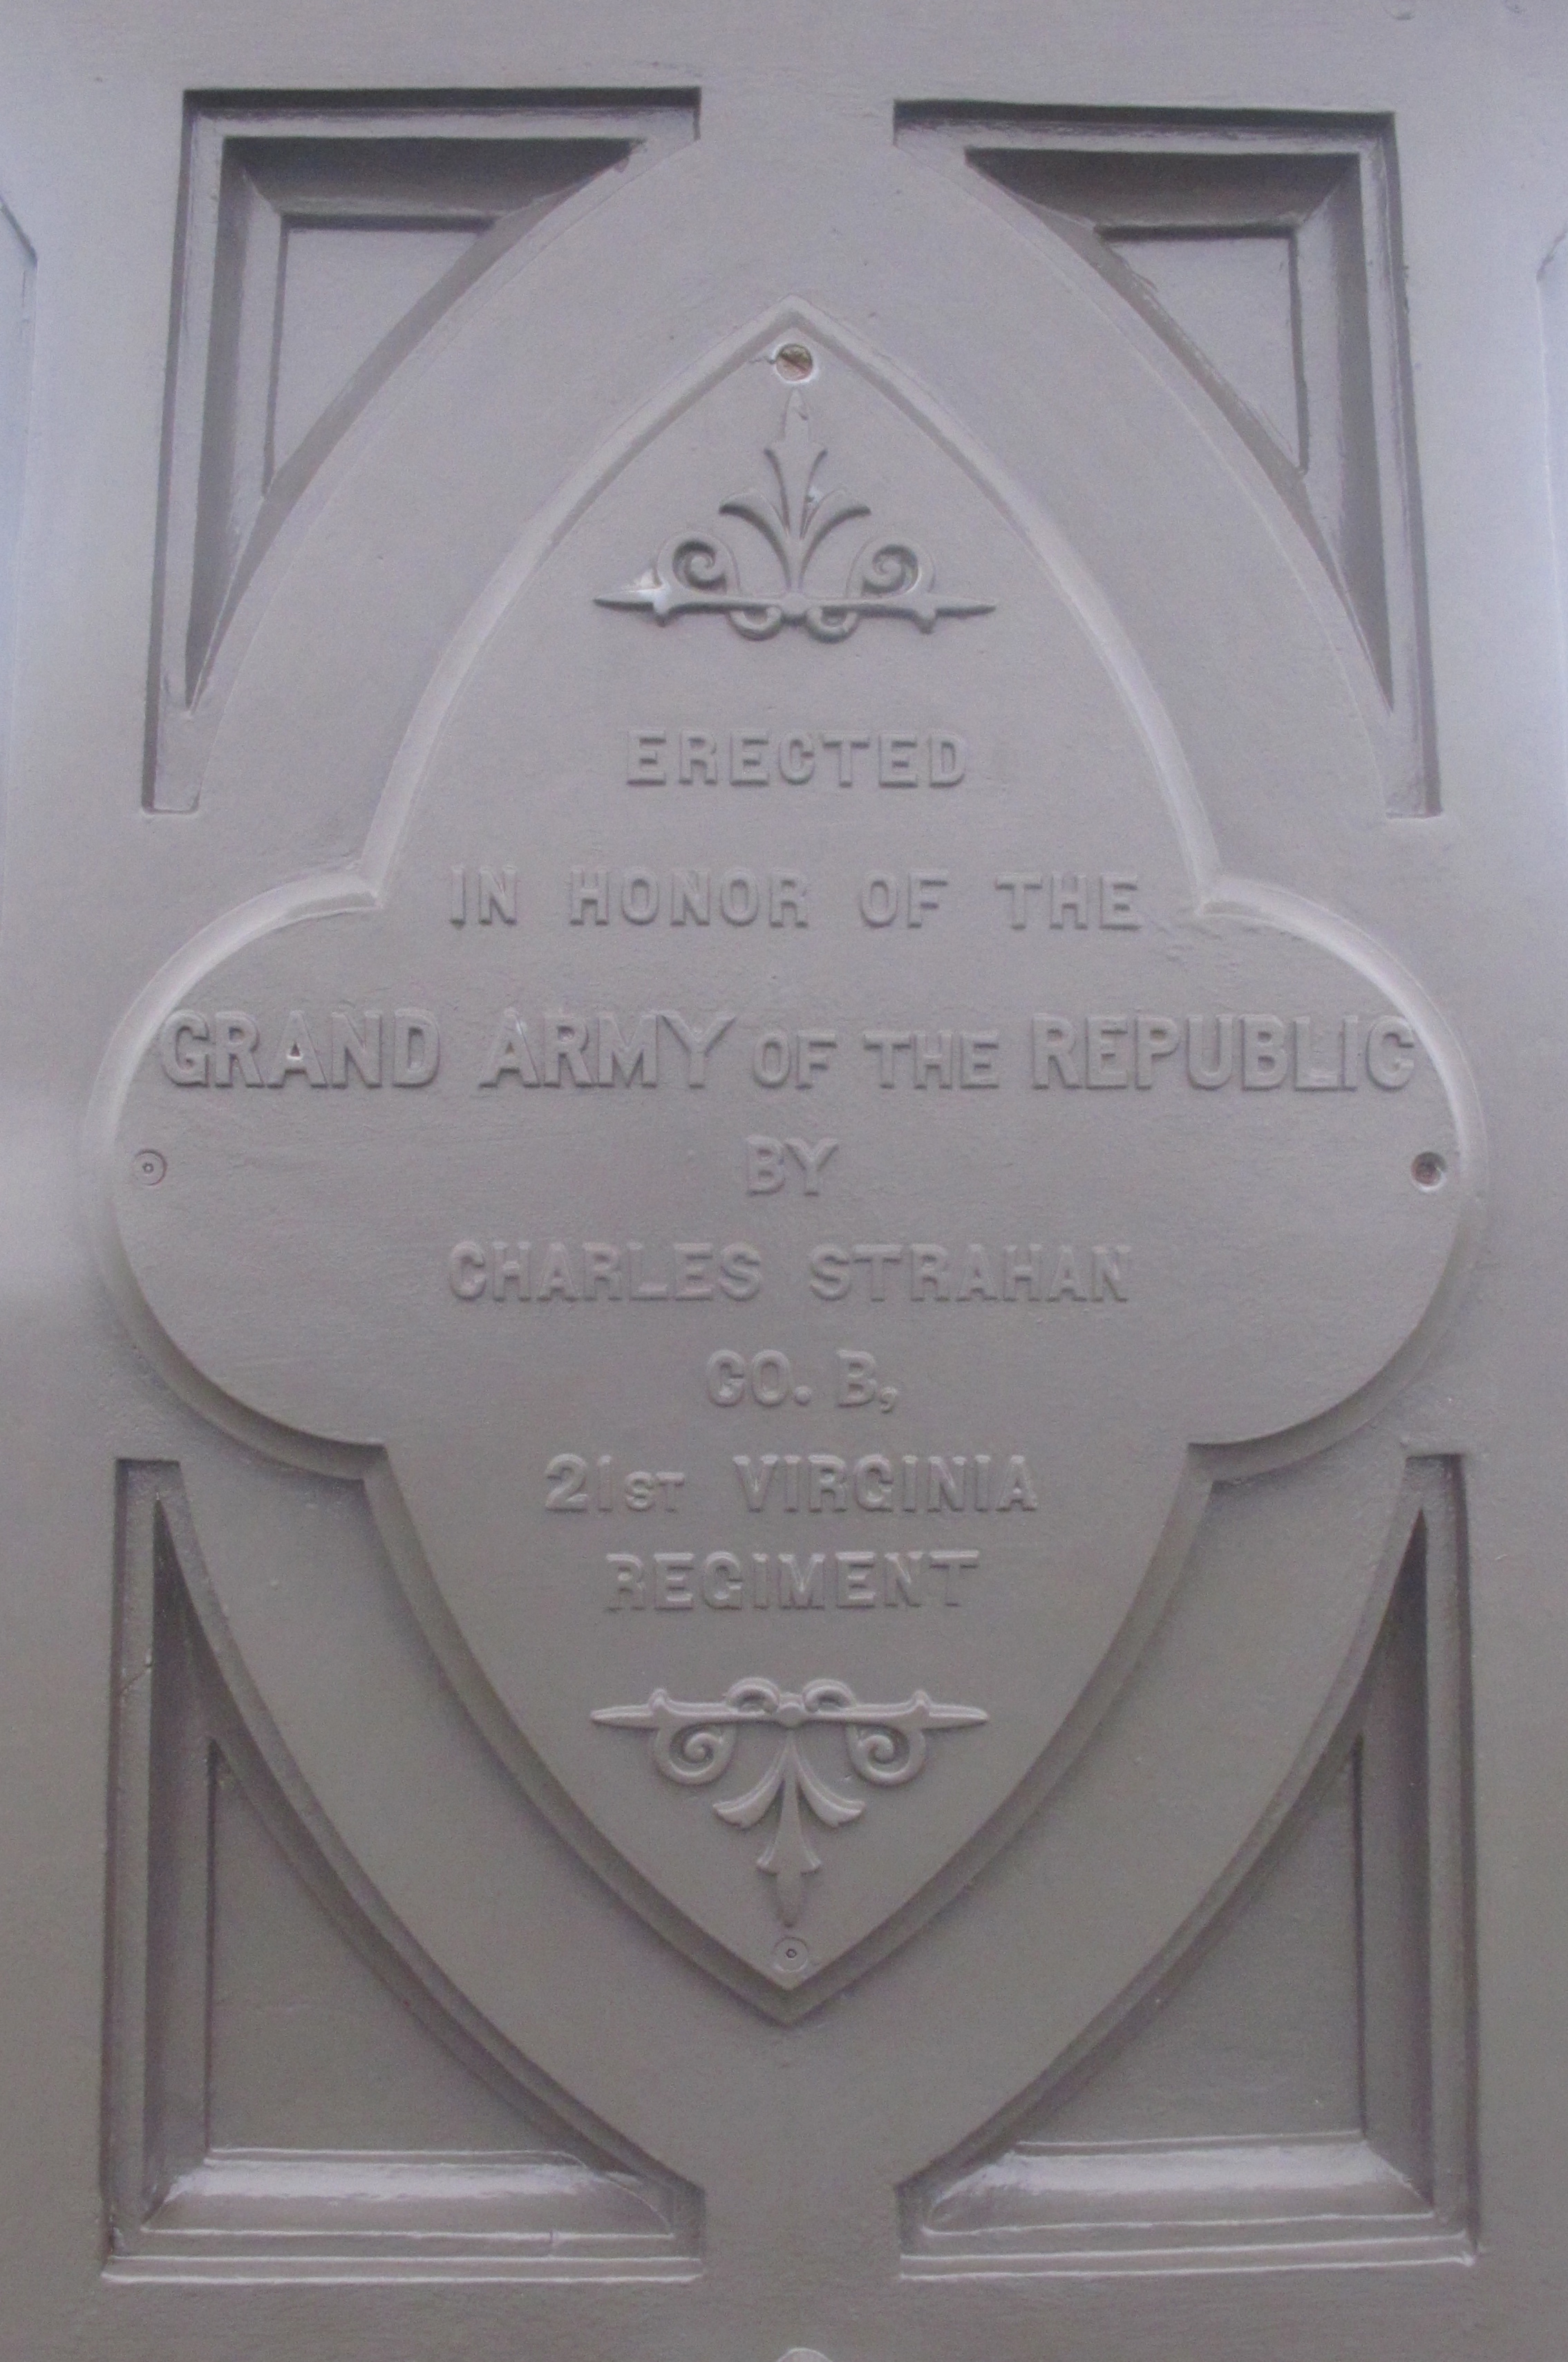 ERECTED
IN HONOR OF THE
GRAND ARMY OF THE REPUBLIC
BY
CHARLES STRAHAN
CO. B,
21ST VIRGINIA
REGIMENT